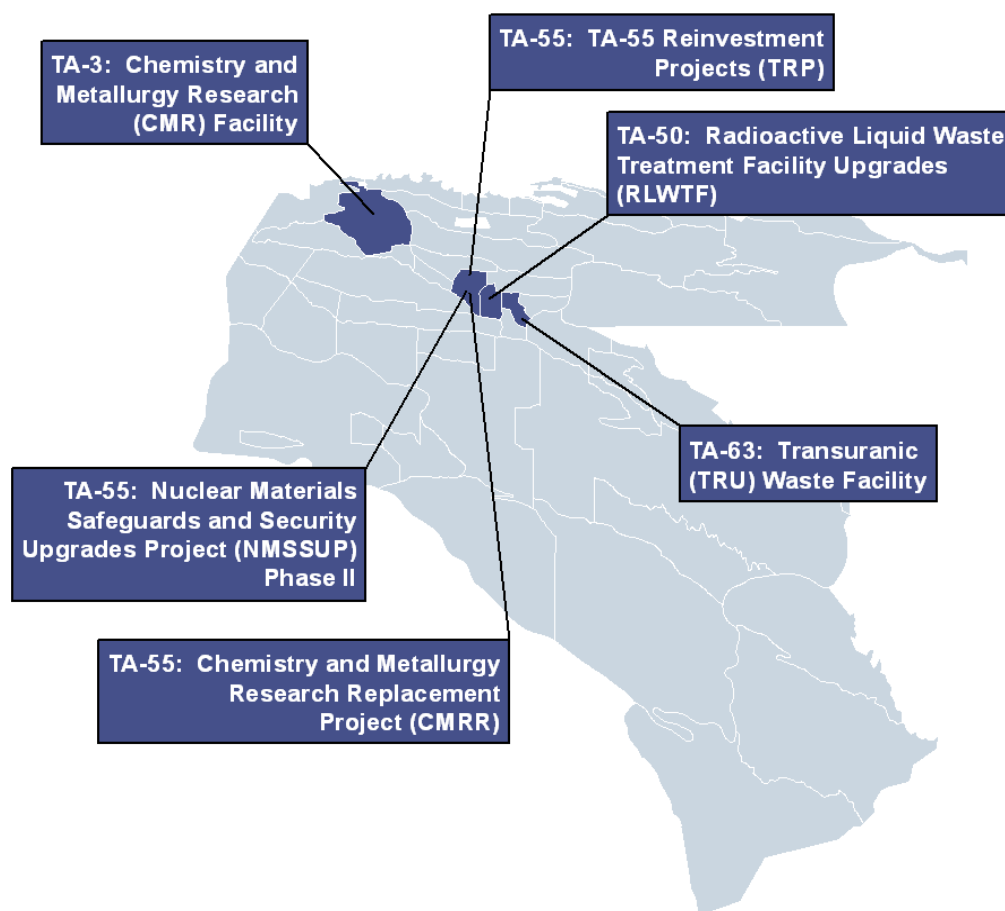 TA-55:  TA-55 Reinvestment
Projects (TRP)
TA-3:  Chemistry and
Metallurgy Research
(CMR) Facility
TA-50:  Radioactive Liquid Waste
Treatment Facility Upgrades
(RLWTF)
TA-63:  Transuranic
(TRU) Waste Facility
TA-55:  Nuclear Materials
Safeguards and Security
Upgrades Project (NMSSUP)
Phase II
TA-55:  Chemistry and Metallurgy
Research Replacement
Project (CMRR)